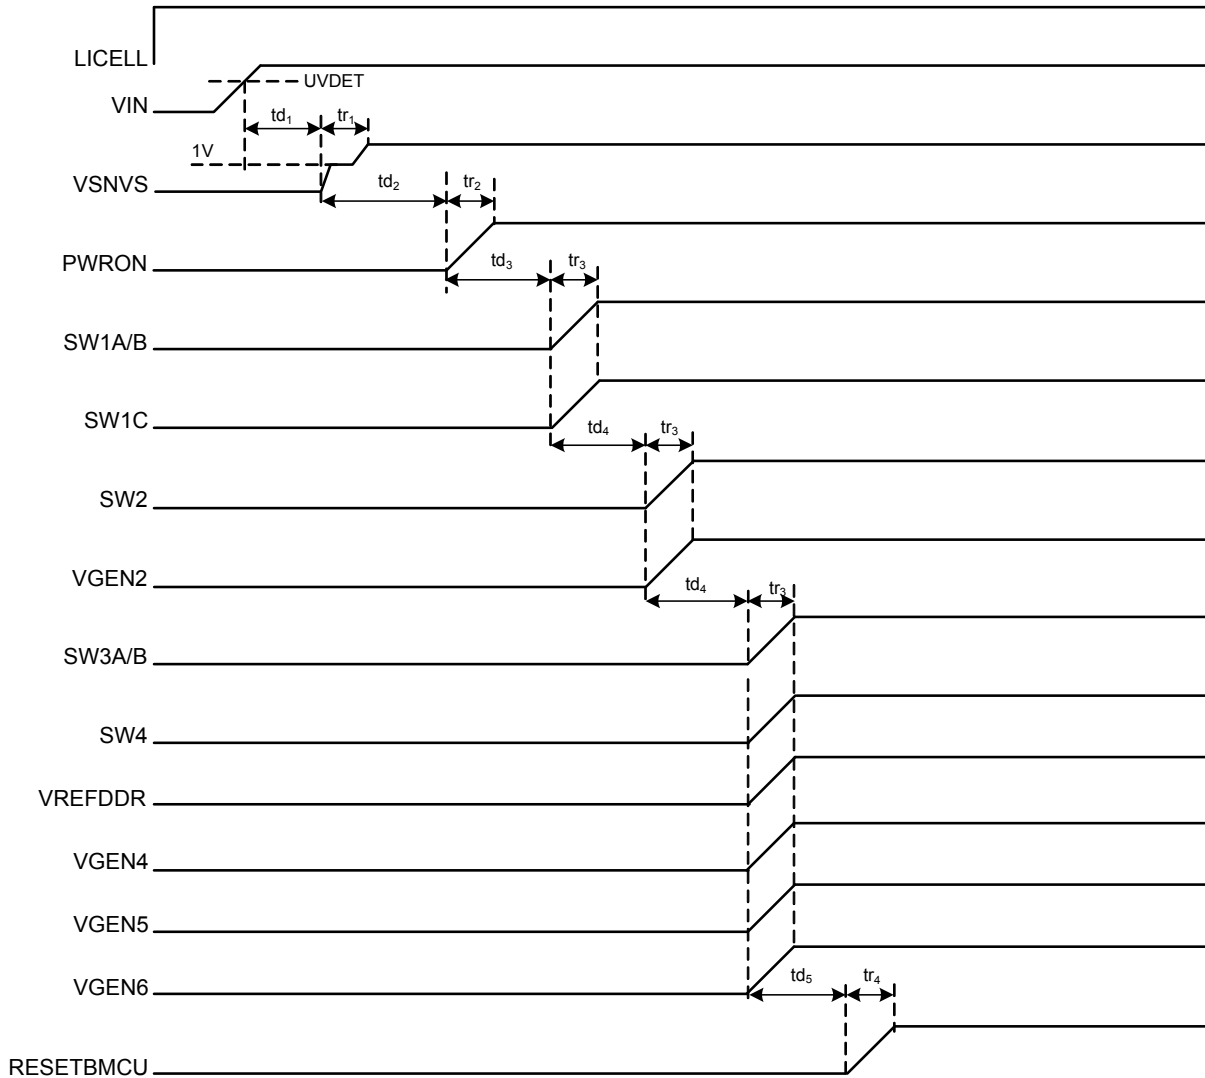 LICELL
UVDET
VIN
td₁ tr₁
1V
VSNVS
td₂ tr₂
PWRON
td₃ tr₃
SW1A/B
SW1C
td₄ tr₃
SW2
VGEN2
td₄ tr₃
SW3A/B
SW4
VREFDDR
VGEN4
VGEN5
VGEN6
td₅ tr₄
RESETBMCU